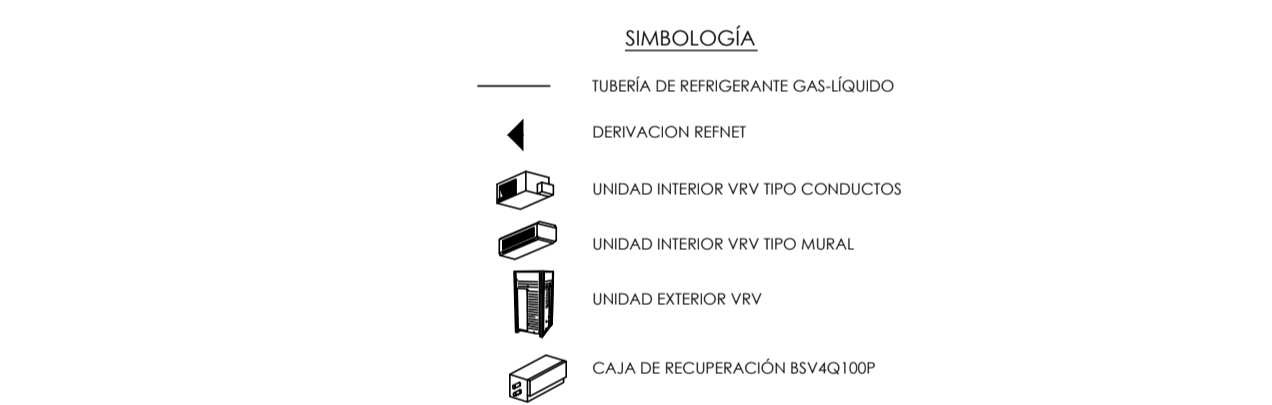 SIMBOLOGÍA
TUBERÍA DE REFRIGERANTE GAS-LÍQUIDO
DERIVACION REFNET
UNIDAD INTERIOR VRV TIPO CONDUCTOS
UNIDAD INTERIOR VRV TIPO MURAL
UNIDAD EXTERIOR VRV
CAJA DE RECUPERACIÓN BSV4Q100P